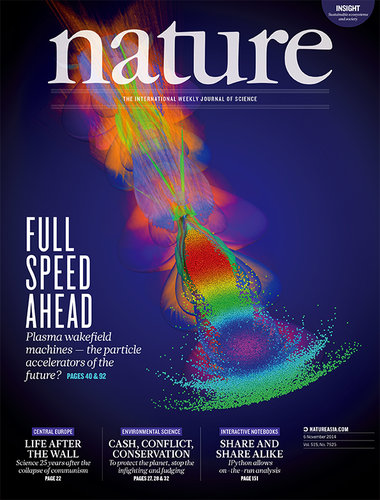 INSIGHT
Sustainable ecosystems
and society
nature
THE INTERNATIONAL WEEKLY JOURNAL OF SCIENCE
FULL
SPEED
AHEAD
Plasma wakefield
machines — the particle
accelerators of the
future? PAGES 40 & 92
CENTRAL EUROPE
LIFE AFTER
THE WALL
Science 25 years after the
collapse of communism
PAGE 22
ENVIRONMENTAL SCIENCE
CASH, CONFLICT,
CONSERVATION
To protect the planet, stop the
infighting and fudging
PAGES 27, 28 & 32
INTERACTIVE NOTEBOOKS
SHARE AND
SHARE ALIKE
IPython allows
on-the-run analysis
PAGE 151
NATUREASIA.COM
6 November 2014
Vol. 515, No. 7525